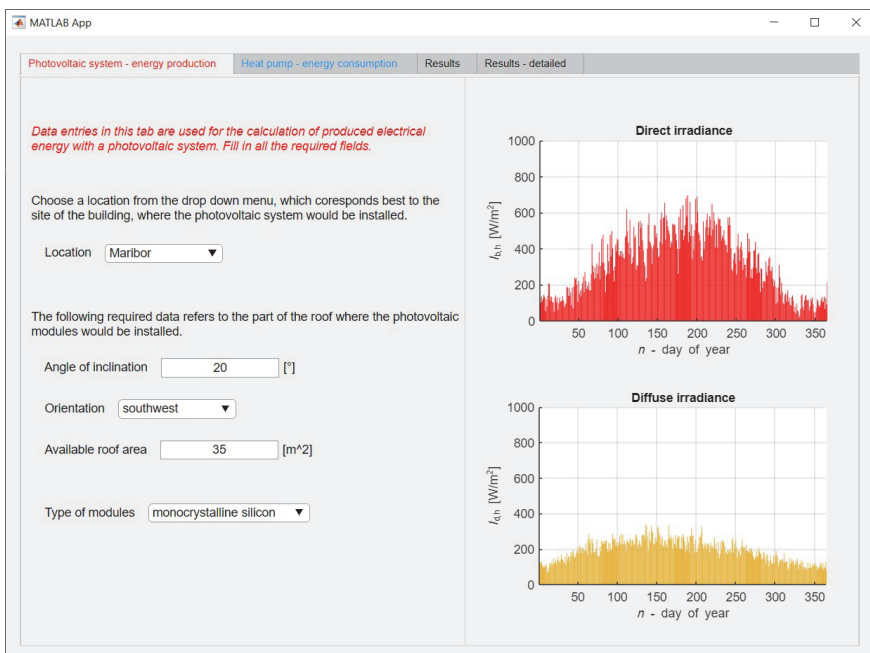 MATLAB App
Photovoltaic system - energy production
Heat pump - energy consumption
Results
Results - detailed
Data entries in this tab are used for the calculation of produced electrical
energy with a photovoltaic system. Fill in all the required fields.
Choose a location from the drop down menu, which coresponds best to the
site of the building, where the photovoltaic system would be installed.
Location Maribor
The following required data refers to the part of the roof where the photovoltaic
modules would be installed.
Angle of inclination 20 [°]
Orientation southwest
Available roof area 35 [m^2]
Type of modules monocrystalline silicon
Direct irradiance
1000
800
600
400
200
0
I_b,h [W/m²]
50 100 150 200 250 300 350
n - day of year
Diffuse irradiance
1000
800
600
400
200
0
I_d,h [W/m²]
50 100 150 200 250 300 350
n - day of year